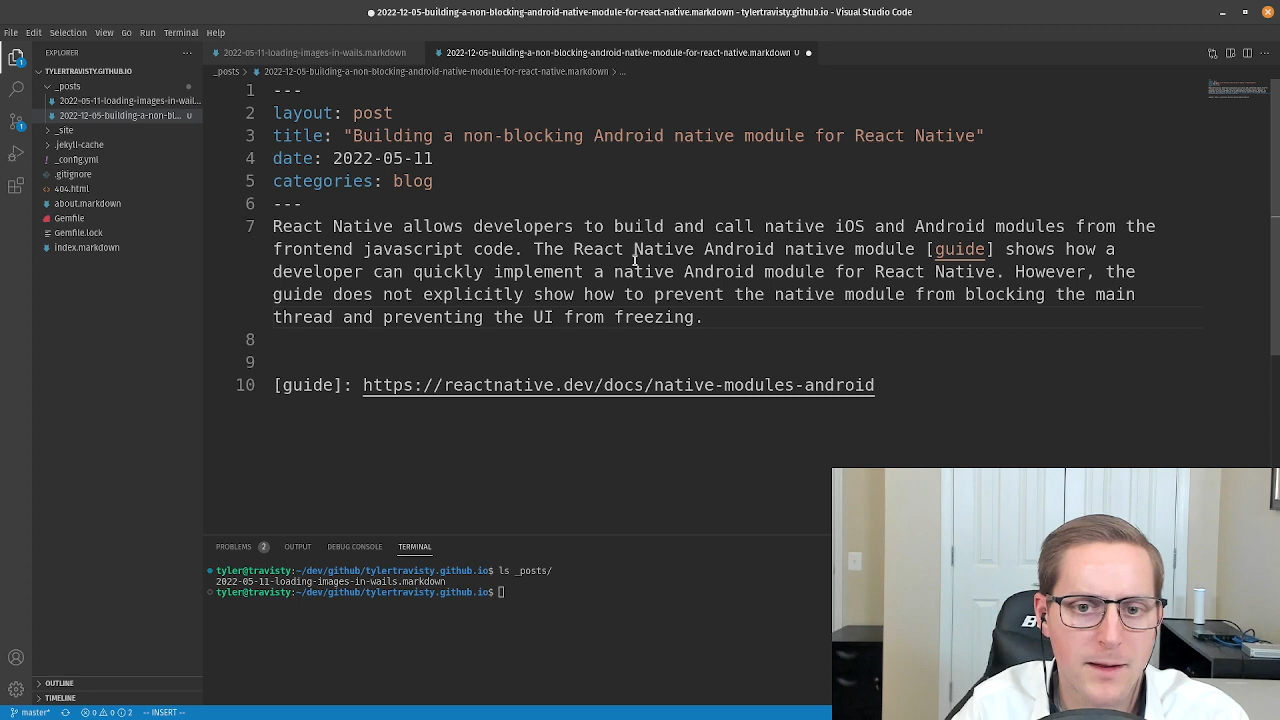 2022-12-05-building-a-non-blocking-android-native-module-for-react-native.markdown - tylertravisty.github.io - Visual Studio Code
File Edit Selection View Go Run Terminal Help
EXPLORER
2022-05-11-loading-images-in-wails.markdown
2022-12-05-building-a-non-blocking-android-native-module-for-react-native.markdown U
TYLERTRAVISTY.GITHUB.IO
_posts > 2022-12-05-building-a-non-blocking-android-native-module-for-react-native.markdown > ...
_posts
2022-05-11-loading-images-in-wail...
2022-12-05-building-a-non-bl... U
_site
.jekyll-cache
_config.yml
.gitignore
404.html
about.markdown
Gemfile
Gemfile.lock
index.markdown
1 ---
2 layout: post
3 title: "Building a non-blocking Android native module for React Native"
4 date: 2022-05-11
5 categories: blog
6 ---
7 React Native allows developers to build and call native iOS and Android modules from the
frontend javascript code. The React Native Android native module [guide] shows how a
developer can quickly implement a native Android module for React Native. However, the
guide does not explicitly show how to prevent the native module from blocking the main
thread and preventing the UI from freezing.
8
9
10 [guide]: https://reactnative.dev/docs/native-modules-android
PROBLEMS 2 OUTPUT DEBUG CONSOLE TERMINAL
tyler@travisty:~/dev/github/tylertravisty.github.io$ ls _posts/
2022-05-11-loading-images-in-wails.markdown
tyler@travisty:~/dev/github/tylertravisty.github.io$
OUTLINE
TIMELINE
master* 0 0 2 -- INSERT --